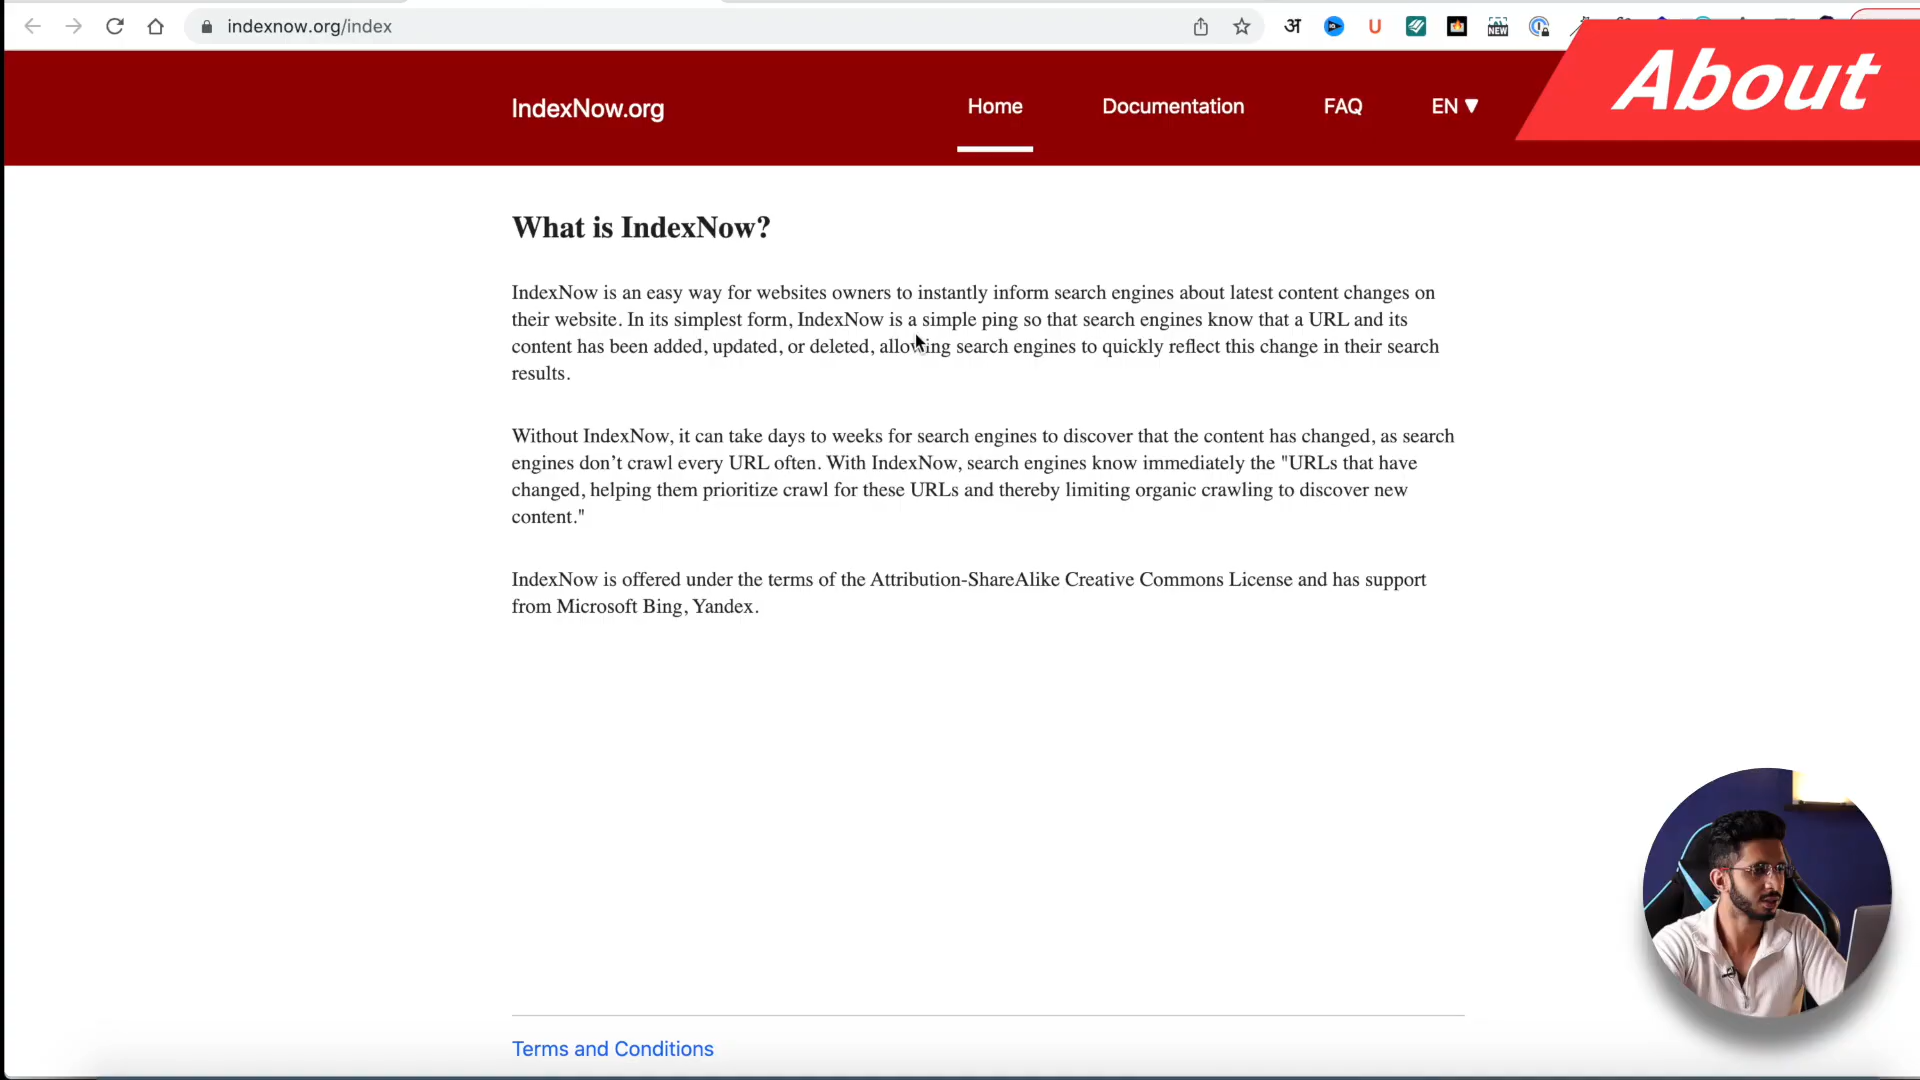 indexnow.org/index
अ
U
NEW
About
IndexNow.org
Home
Documentation
FAQ
EN ▼
What is IndexNow?
IndexNow is an easy way for websites owners to instantly inform search engines about latest content changes on
their website. In its simplest form, IndexNow is a simple ping so that search engines know that a URL and its
content has been added, updated, or deleted, allowing search engines to quickly reflect this change in their search
results.
Without IndexNow, it can take days to weeks for search engines to discover that the content has changed, as search
engines don’t crawl every URL often. With IndexNow, search engines know immediately the "URLs that have
changed, helping them prioritize crawl for these URLs and thereby limiting organic crawling to discover new
content."
IndexNow is offered under the terms of the Attribution-ShareAlike Creative Commons License and has support
from Microsoft Bing, Yandex.
Terms and Conditions